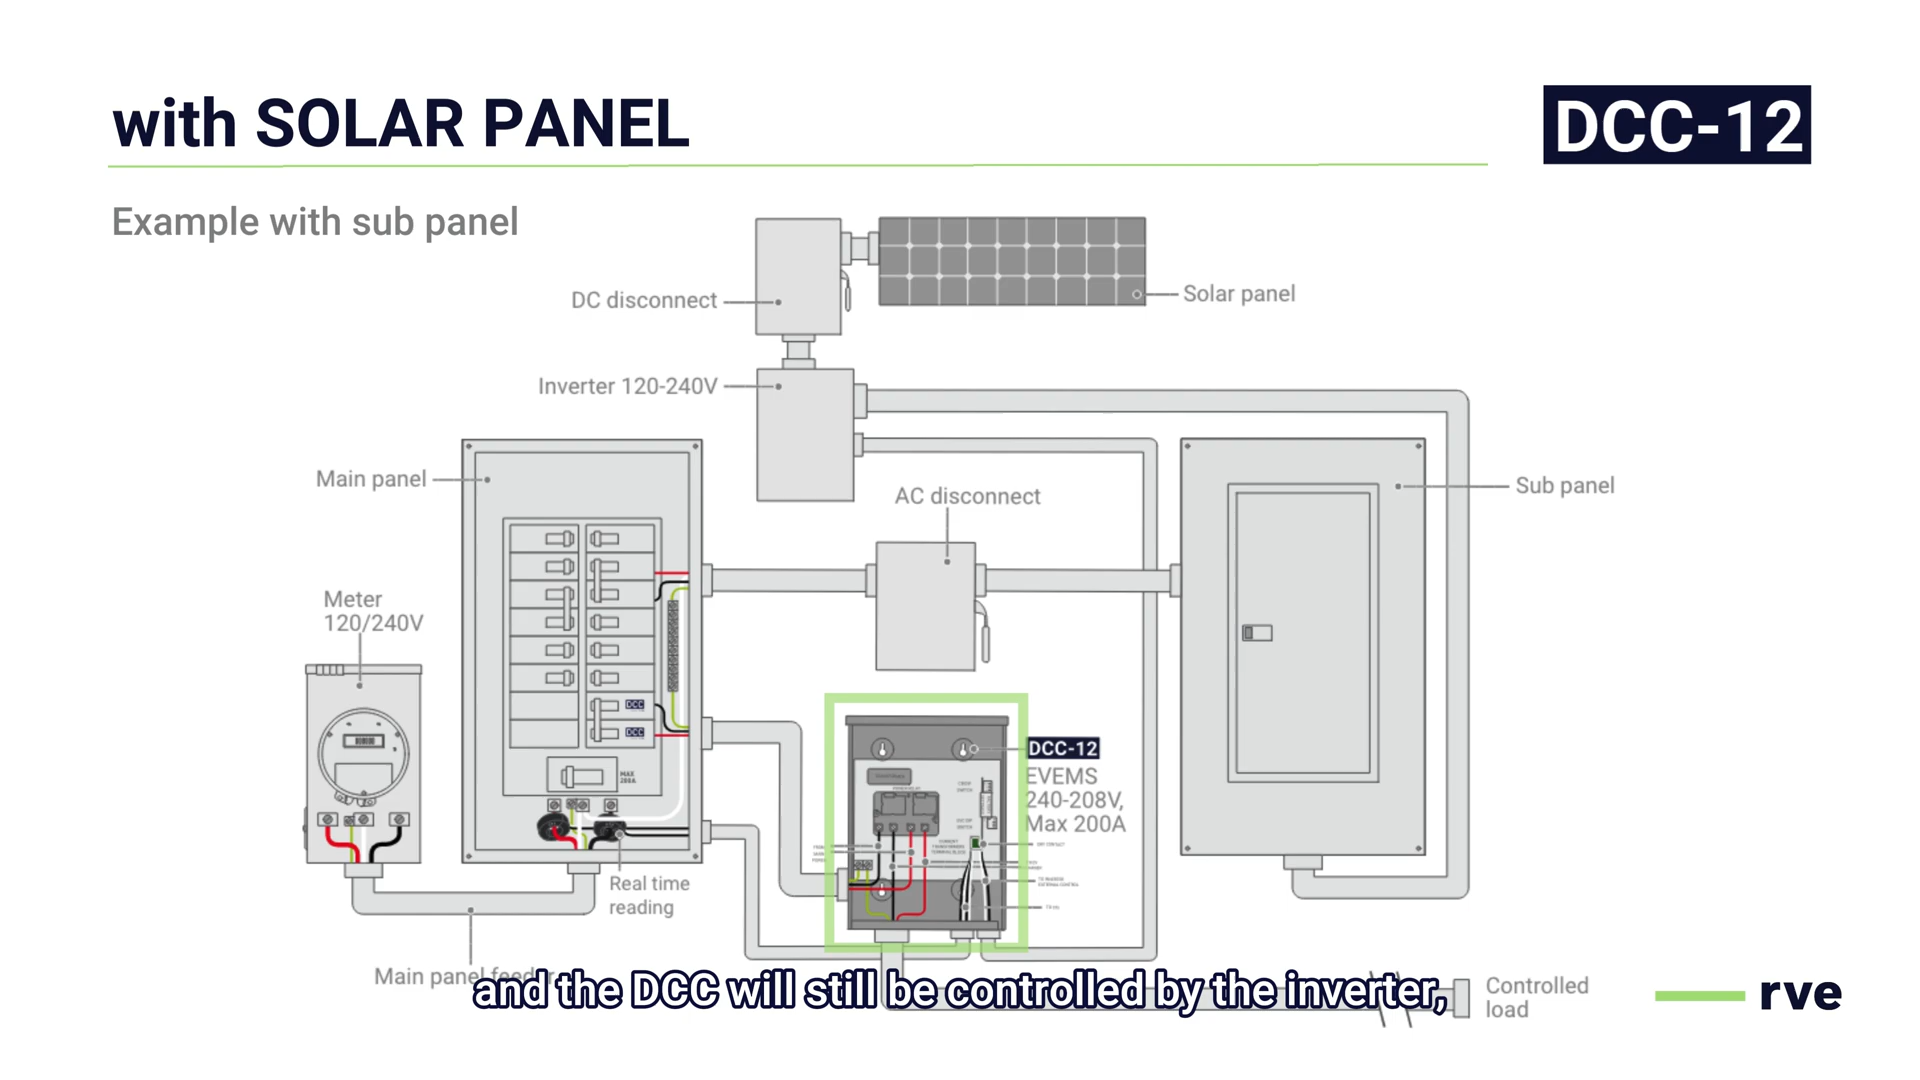 with SOLAR PANEL
DCC-12
Example with sub panel
DC disconnect
Solar panel
Inverter 120-240V
Main panel
AC disconnect
Sub panel
Meter
120/240V
DCC
DCC
MAX
200A
DCC-12
EVEMS
240-208V,
Max 200A
Real time
reading
Main panel feeder
and the DCC will still be controlled by the inverter,
Controlled
load
rve